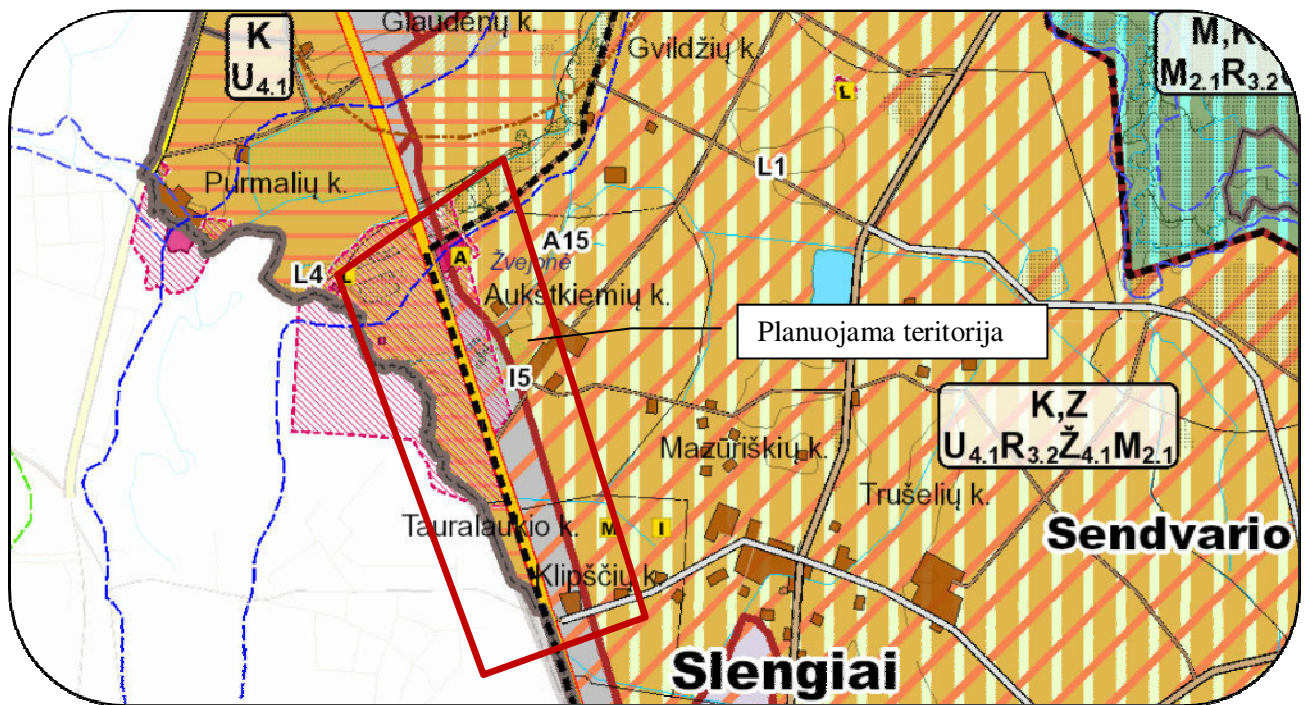 Glaudėnų k.
K
U4.1
Gvildžių k.
M,K
M2.1R3.2
L
L1
Purmalių k.
A15
A
Žvejonė
L4
L
Aukštkiemių k.
Planuojama teritorija
I5
K,Z
U4.1R3.2Ž4.1M2.1
Mazūriškių k.
Trušelių k.
Tauralaukio k.
M
I
Sendvario
Klipščių k.
Slengiai